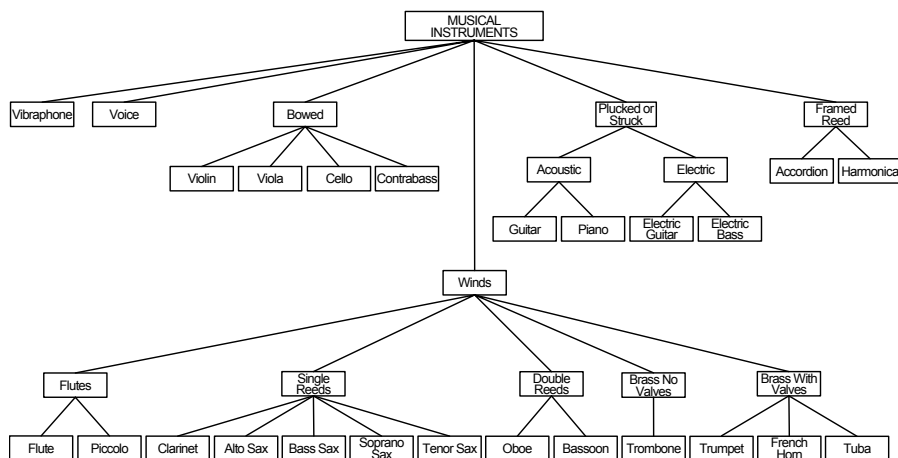 MUSICAL
INSTRUMENTS
Vibraphone
Voice
Bowed
Plucked or
Struck
Framed
Reed
Violin
Viola
Cello
Contrabass
Acoustic
Electric
Accordion
Harmonica
Guitar
Piano
Electric
Guitar
Electric
Bass
Winds
Flutes
Single
Reeds
Double
Reeds
Brass No
Valves
Brass With
Valves
Flute
Piccolo
Clarinet
Alto Sax
Bass Sax
Soprano
Sax
Tenor Sax
Oboe
Bassoon
Trombone
Trumpet
French
Horn
Tuba